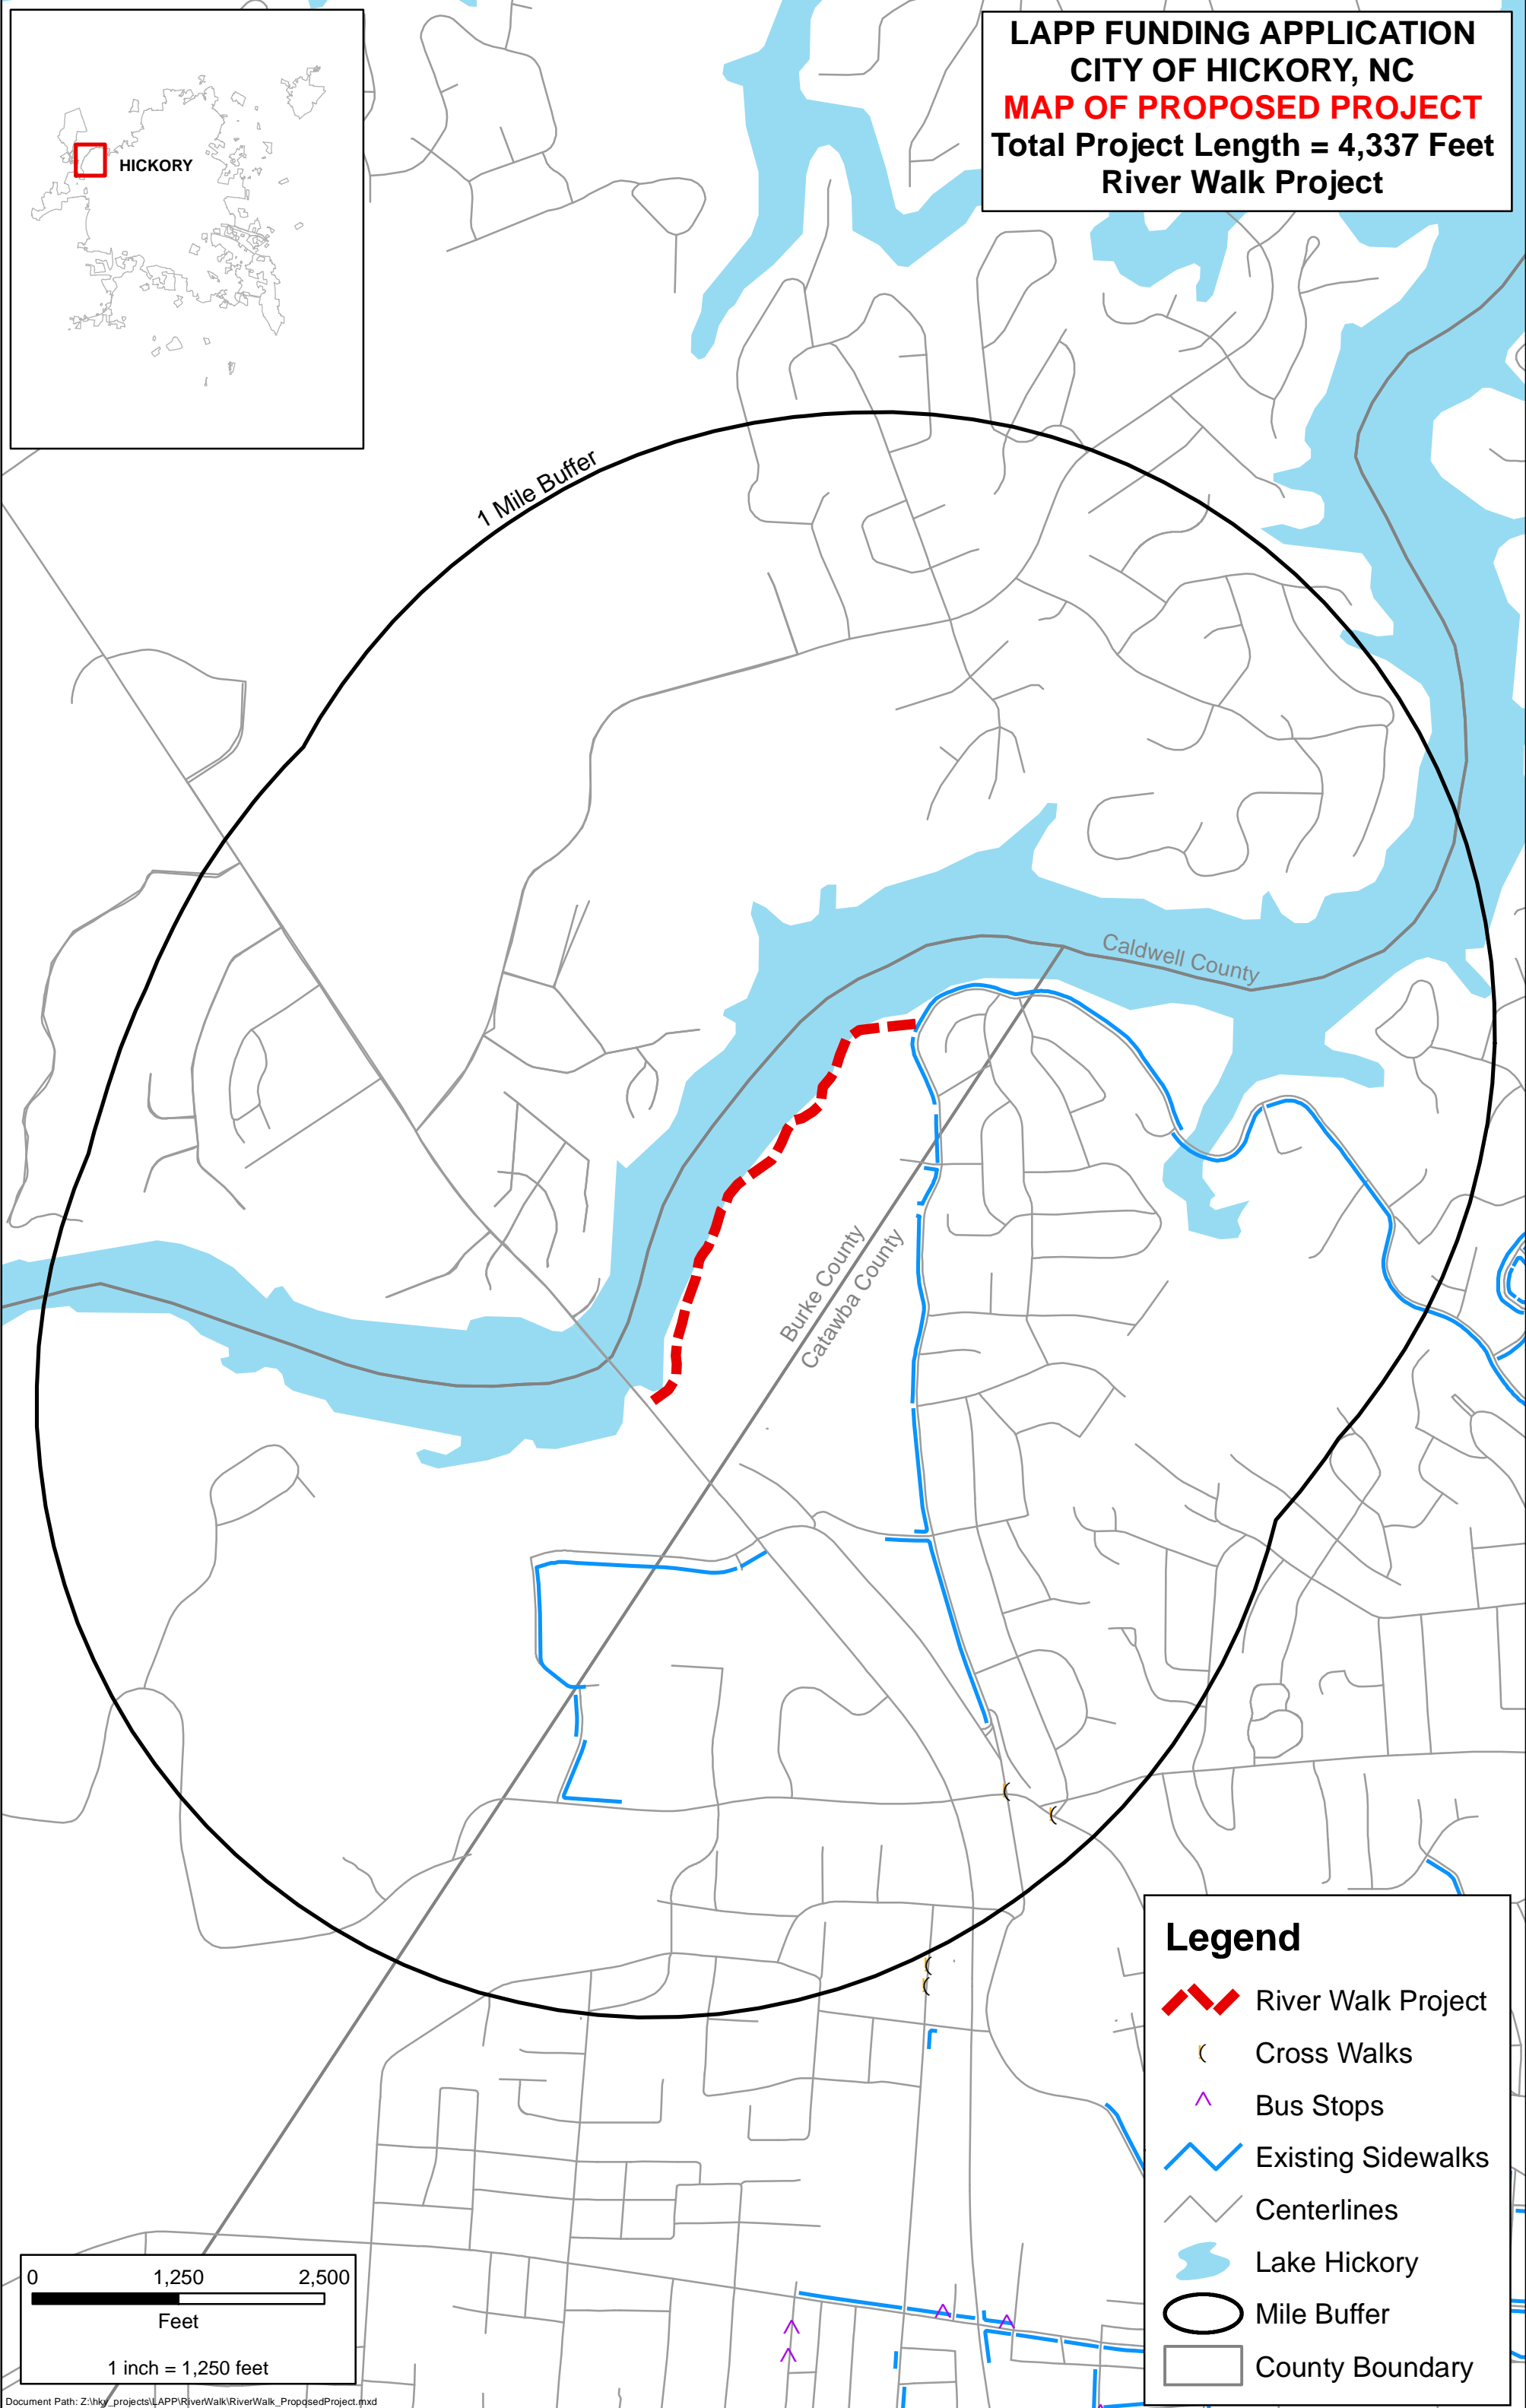 LAPP FUNDING APPLICATION
CITY OF HICKORY, NC
MAP OF PROPOSED PROJECT
Total Project Length = 4,337 Feet
River Walk Project
HICKORY
1 Mile Buffer
Caldwell County
Burke County
Catawba County
Legend
River Walk Project
Cross Walks
Bus Stops
Existing Sidewalks
Centerlines
Lake Hickory
Mile Buffer
County Boundary
0 1,250 2,500
Feet
1 inch = 1,250 feet
Document Path: Z:\hky_projects\LAPP\RiverWalk\RiverWalk_ProposedProject.mxd